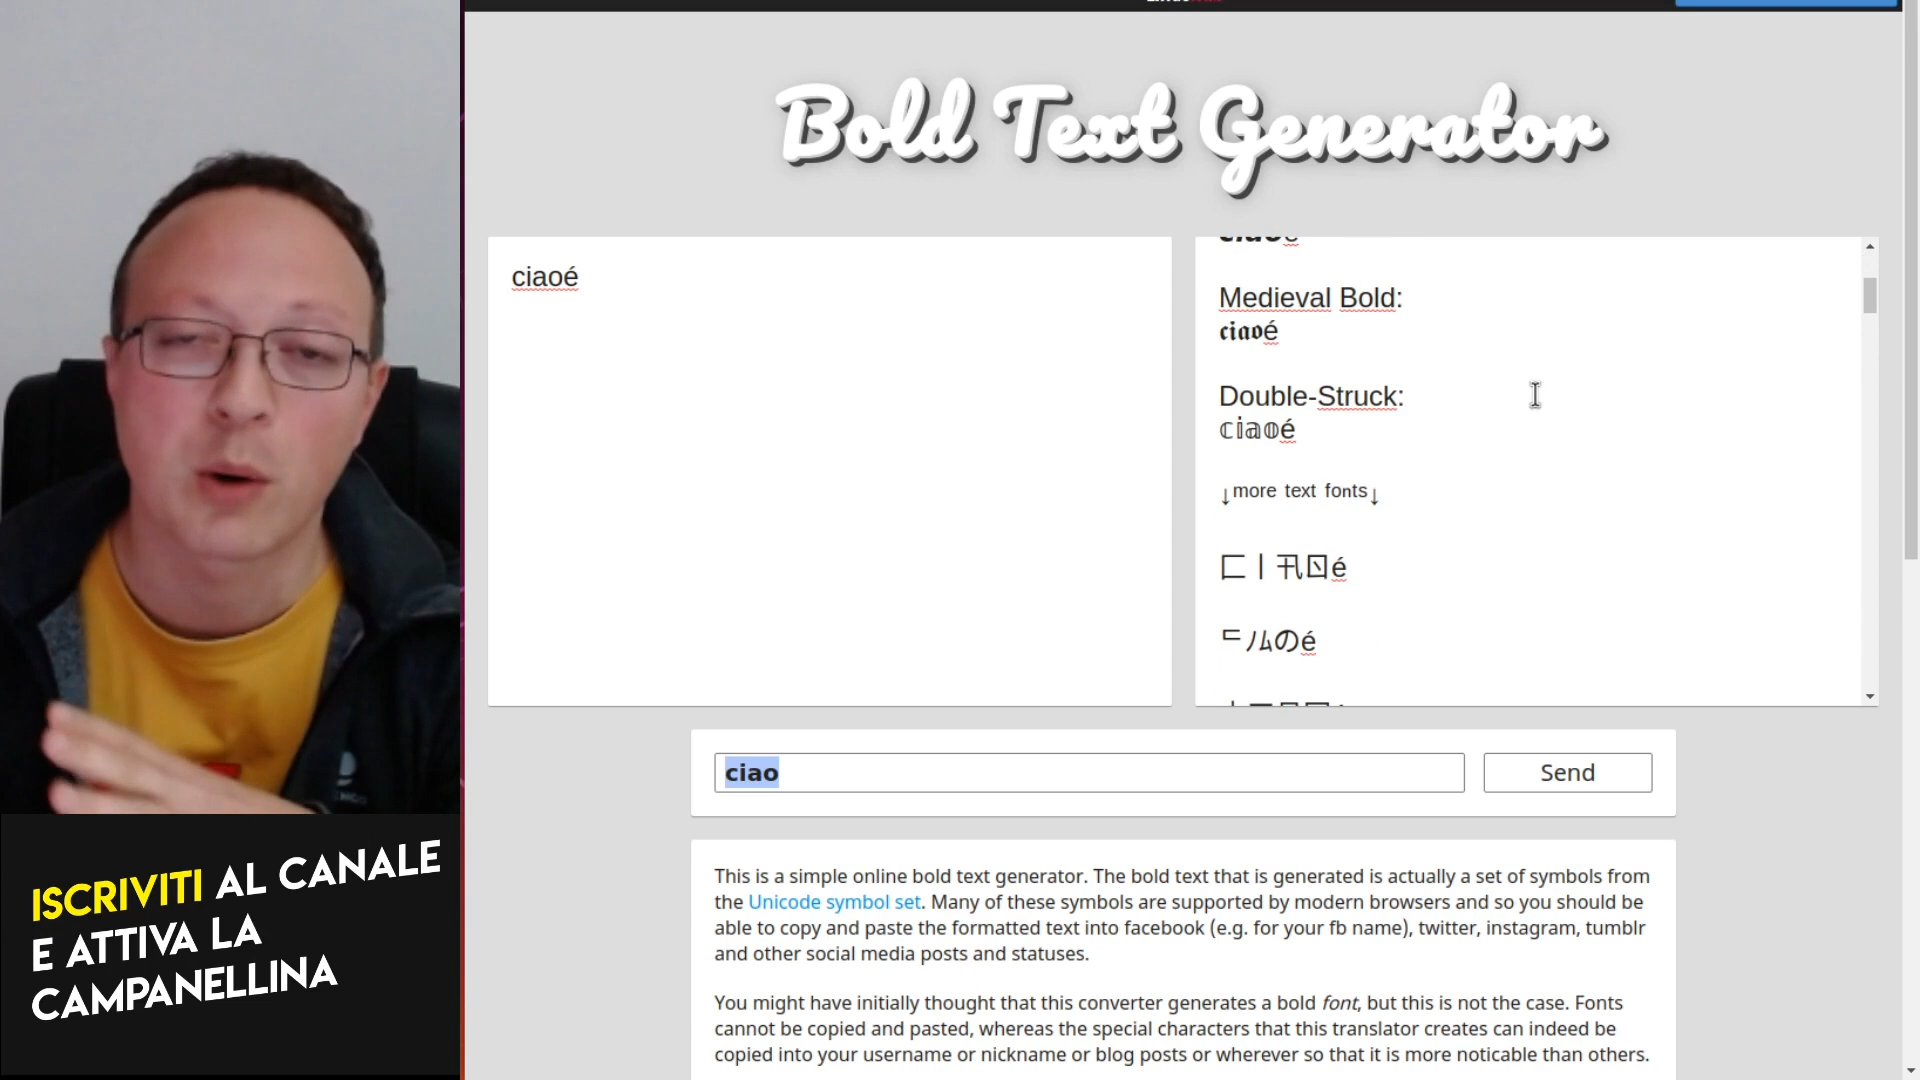 Bold Text Generator
ciaoé
Medieval Bold:
𝖈𝖎𝖆𝖔é
Double-Struck:
𝕔𝕚𝕒𝕠é
↓ᵐᵒʳᵉ ᵗᵉˣᵗ ᶠᵒⁿᵗˢ↓
匚丨卂ㄖé
ᄃﾉﾑのé
ciao
Send
This is a simple online bold text generator. The bold text that is generated is actually a set of symbols from
the Unicode symbol set. Many of these symbols are supported by modern browsers and so you should be
able to copy and paste the formatted text into facebook (e.g. for your fb name), twitter, instagram, tumblr
and other social media posts and statuses.
You might have initially thought that this converter generates a bold font, but this is not the case. Fonts
cannot be copied and pasted, whereas the special characters that this translator creates can indeed be
copied into your username or nickname or blog posts or wherever so that it is more noticable than others.
ISCRIVITI AL CANALE
E ATTIVA LA
CAMPANELLINA